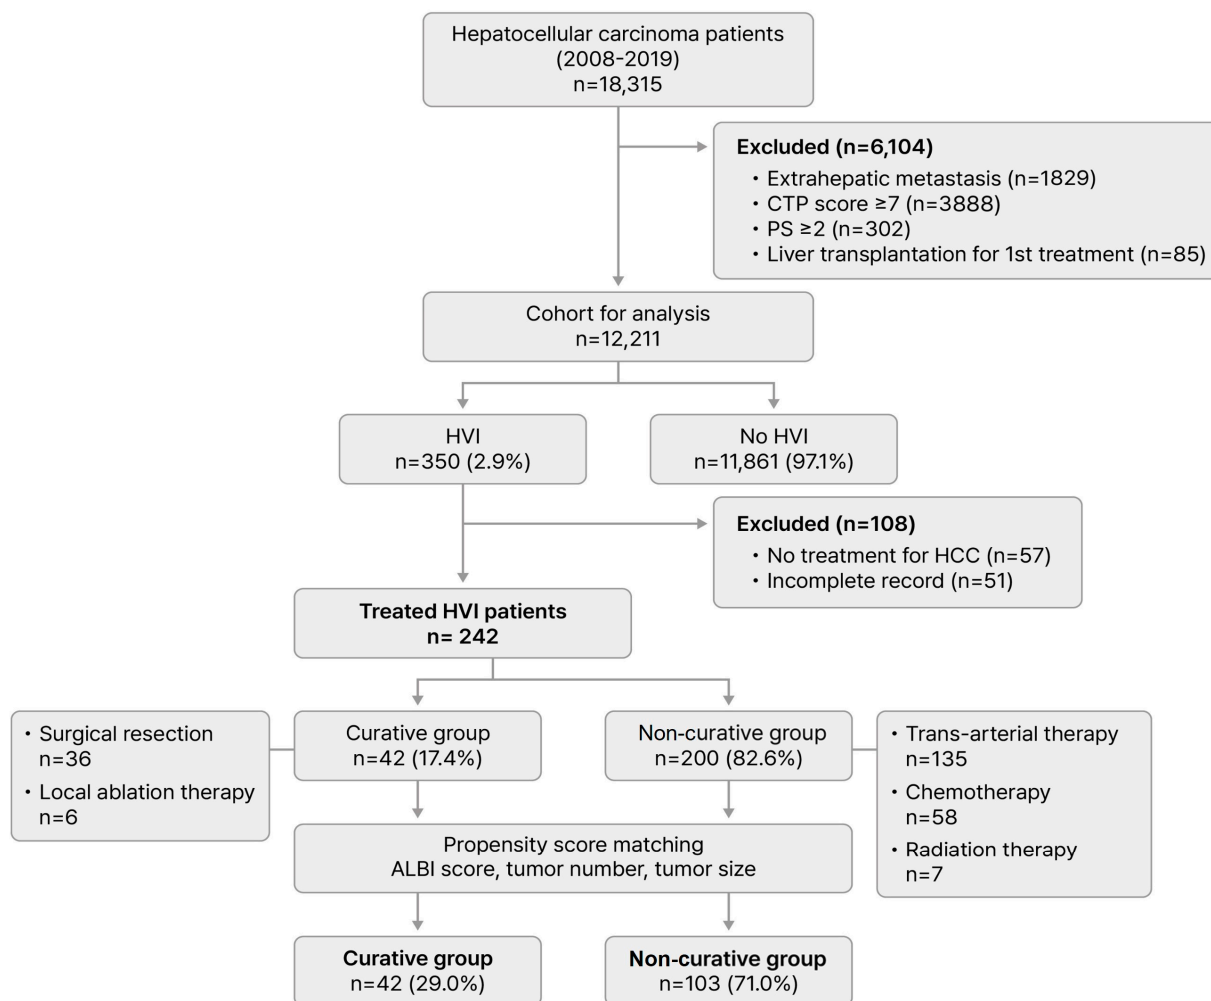 Hepatocellular carcinoma patients
(2008-2019)
n=18,315
Excluded (n=6,104)
• Extrahepatic metastasis (n=1829)
• CTP score ≥7 (n=3888)
• PS ≥2 (n=302)
• Liver transplantation for 1st treatment (n=85)
Cohort for analysis
n=12,211
HVI
n=350 (2.9%)
No HVI
n=11,861 (97.1%)
Excluded (n=108)
• No treatment for HCC (n=57)
• Incomplete record (n=51)
Treated HVI patients
n= 242
• Surgical resection
n=36
• Local ablation therapy
n=6
Curative group
n=42 (17.4%)
Non-curative group
n=200 (82.6%)
• Trans-arterial therapy
n=135
• Chemotherapy
n=58
• Radiation therapy
n=7
Propensity score matching
ALBI score, tumor number, tumor size
Curative group
n=42 (29.0%)
Non-curative group
n=103 (71.0%)